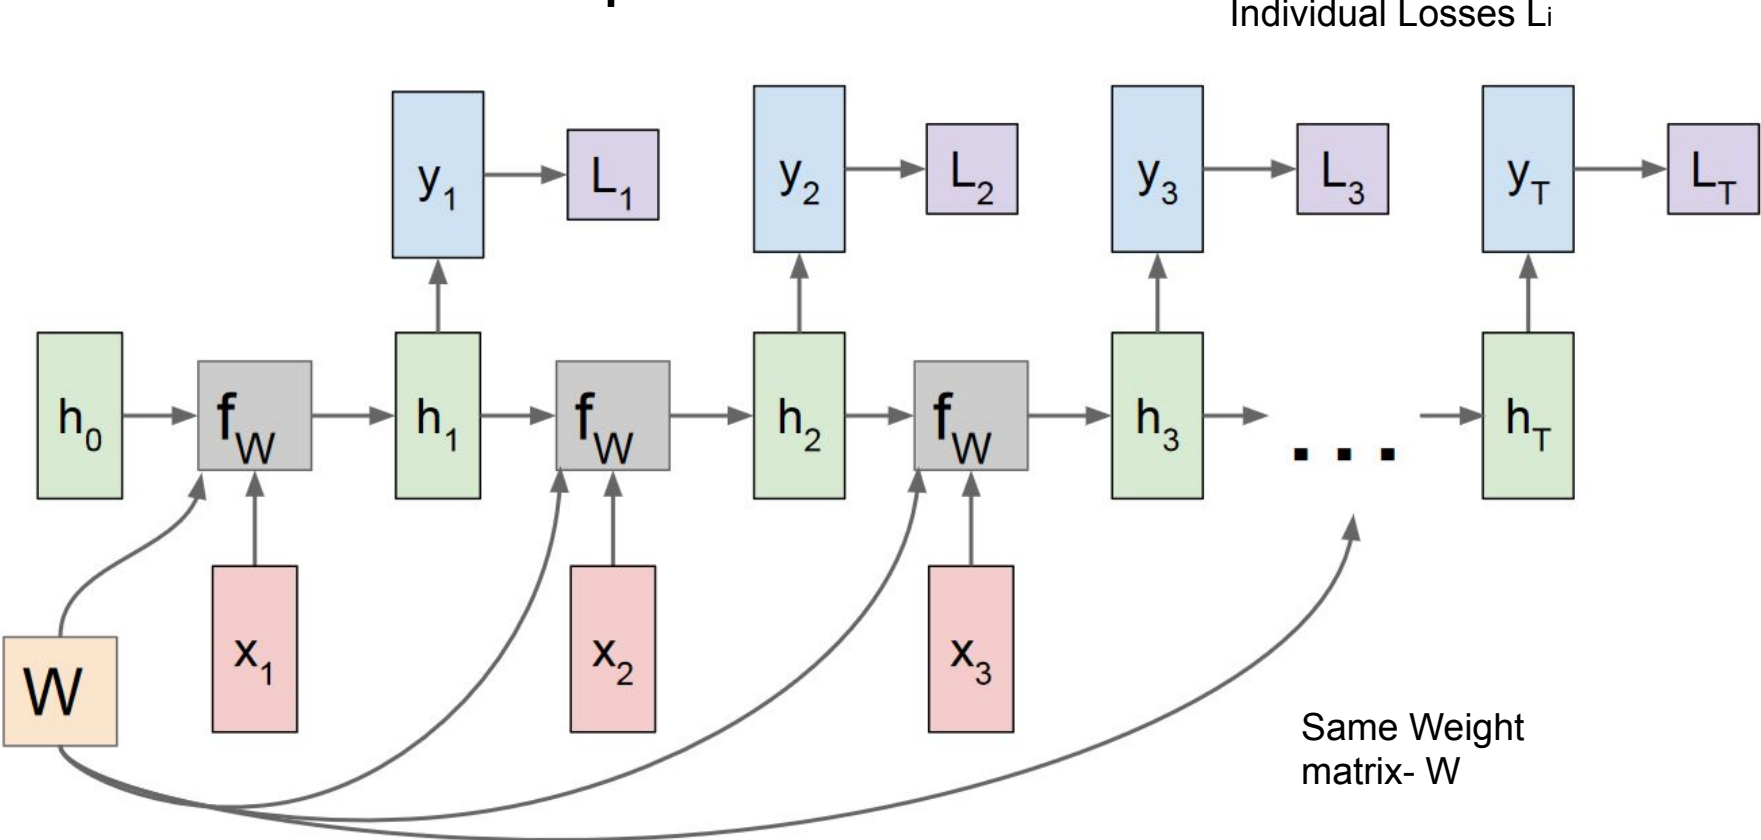 Individual Losses Li
y1
L1
y2
L2
y3
L3
yT
LT
h0
fW
h1
fW
h2
fW
h3
...
hT
x1
x2
x3
W
Same Weight
matrix- W